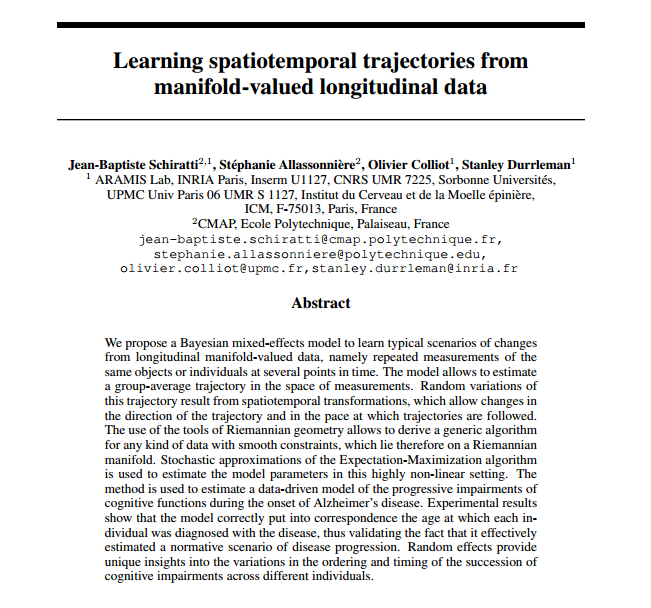 Learning spatiotemporal trajectories from
manifold-valued longitudinal data
Jean-Baptiste Schiratti2,1, Stéphanie Allassonnière2, Olivier Colliot1, Stanley Durrleman1
1 ARAMIS Lab, INRIA Paris, Inserm U1127, CNRS UMR 7225, Sorbonne Universités,
UPMC Univ Paris 06 UMR S 1127, Institut du Cerveau et de la Moelle épinière,
ICM, F-75013, Paris, France
2CMAP, Ecole Polytechnique, Palaiseau, France
jean-baptiste.schiratti@cmap.polytechnique.fr,
stephanie.allassonniere@polytechnique.edu,
olivier.colliot@upmc.fr,stanley.durrleman@inria.fr
Abstract
We propose a Bayesian mixed-effects model to learn typical scenarios of changes
from longitudinal manifold-valued data, namely repeated measurements of the
same objects or individuals at several points in time. The model allows to estimate
a group-average trajectory in the space of measurements. Random variations of
this trajectory result from spatiotemporal transformations, which allow changes in
the direction of the trajectory and in the pace at which trajectories are followed.
The use of the tools of Riemannian geometry allows to derive a generic algorithm
for any kind of data with smooth constraints, which lie therefore on a Riemannian
manifold. Stochastic approximations of the Expectation-Maximization algorithm
is used to estimate the model parameters in this highly non-linear setting. The
method is used to estimate a data-driven model of the progressive impairments of
cognitive functions during the onset of Alzheimer's disease. Experimental results
show that the model correctly put into correspondence the age at which each in-
dividual was diagnosed with the disease, thus validating the fact that it effectively
estimated a normative scenario of disease progression. Random effects provide
unique insights into the variations in the ordering and timing of the succession of
cognitive impairments across different individuals.